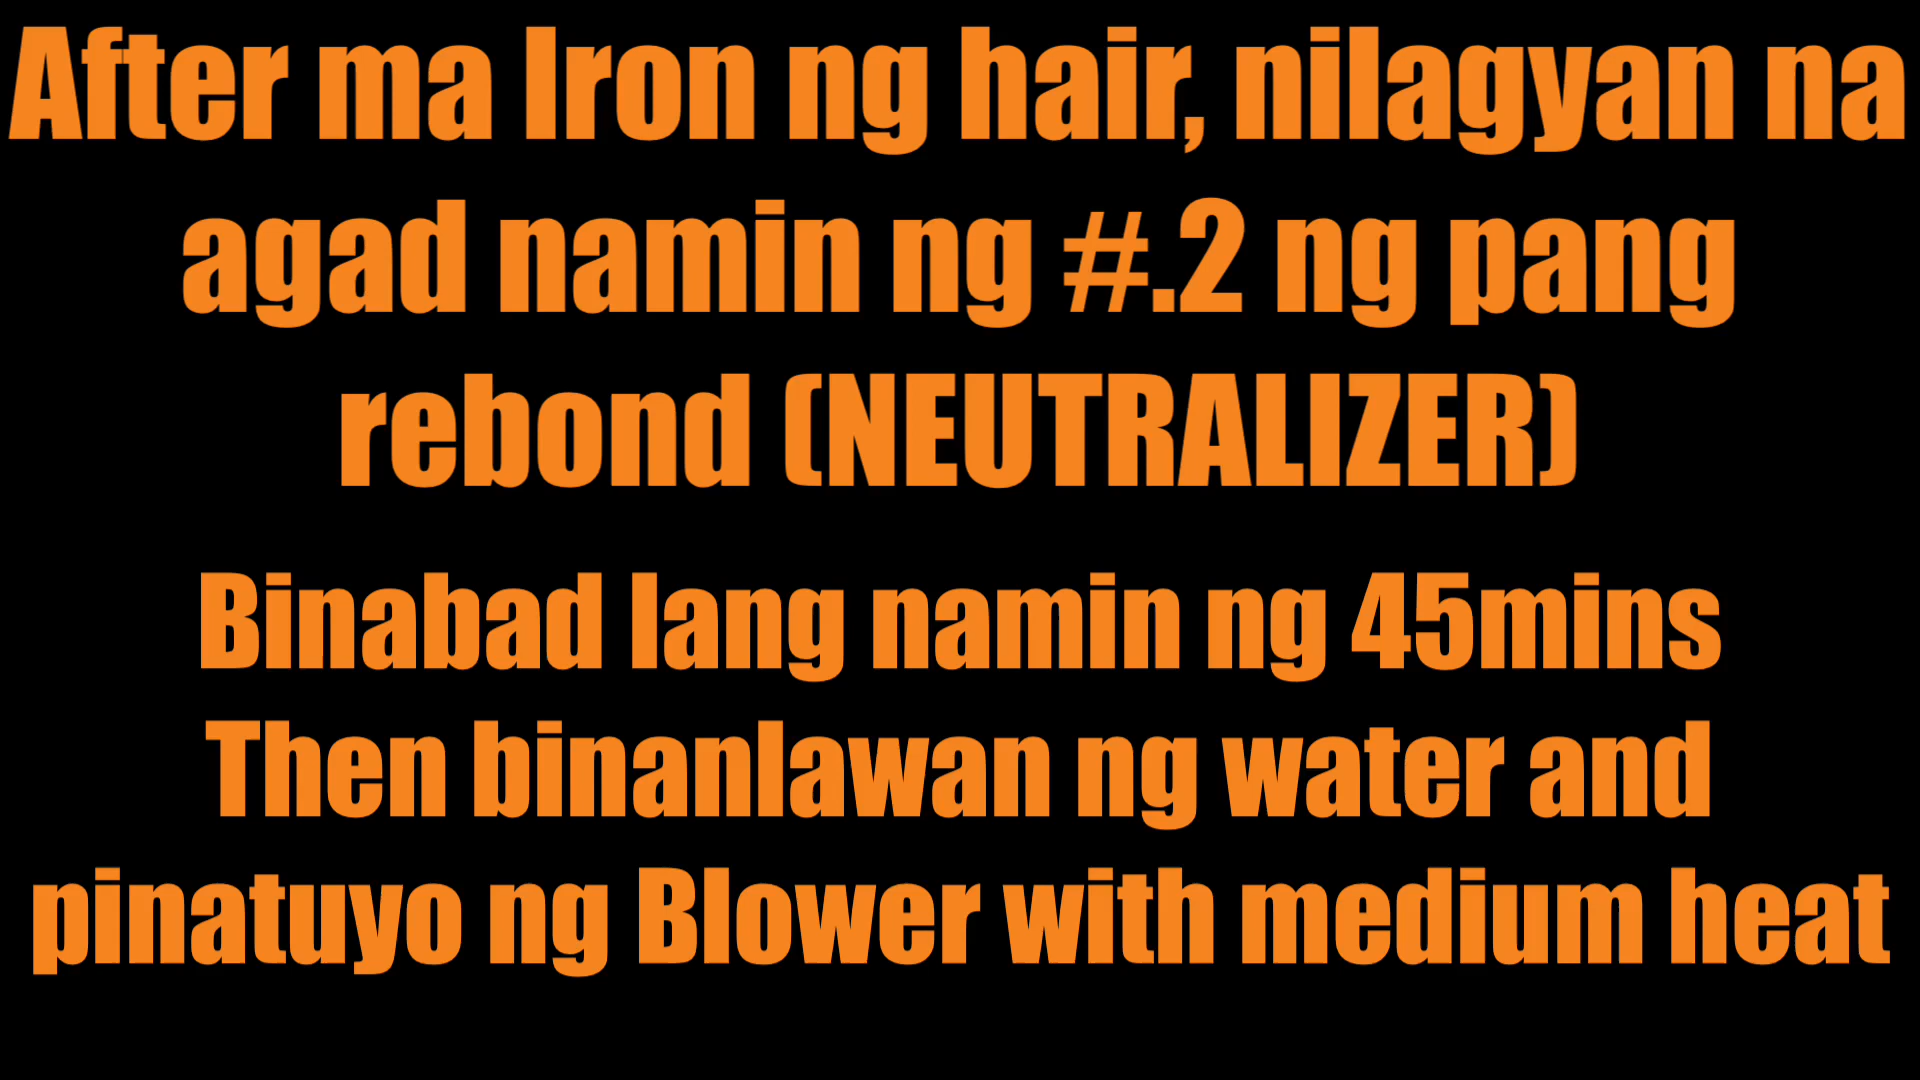 After ma Iron ng hair, nilagyan na
agad namin ng #.2 ng pang
rebond (NEUTRALIZER)
Binabad lang namin ng 45mins
Then binanlawan ng water and
pinatuyo ng Blower with medium heat